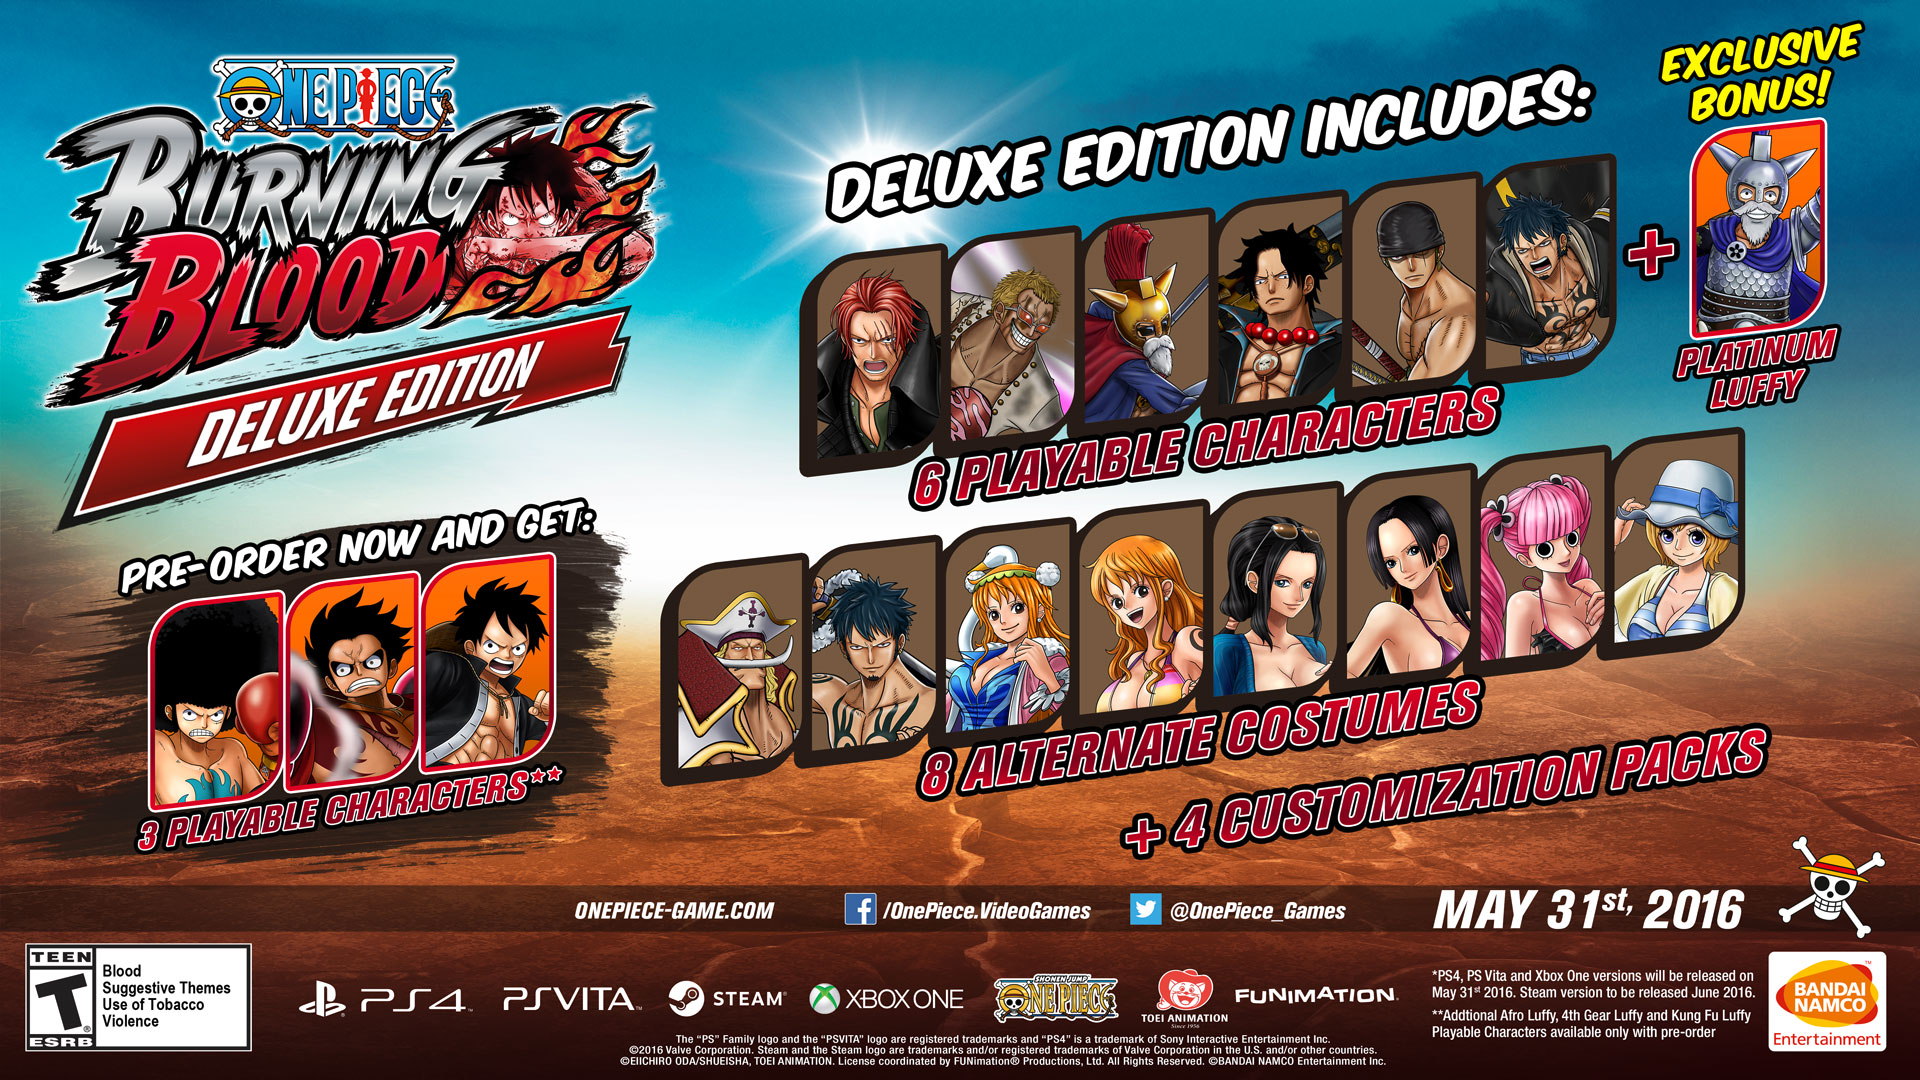 ONE PIECE
BURNING
BLOOD
DELUXE EDITION
PRE-ORDER NOW AND GET:
3 PLAYABLE CHARACTERS**
DELUXE EDITION INCLUDES:
6 PLAYABLE CHARACTERS
+
EXCLUSIVE
BONUS!
PLATINUM
LUFFY
8 ALTERNATE COSTUMES
+ 4 CUSTOMIZATION PACKS
ONEPIECE-GAME.COM
f /OnePiece.VideoGames
@OnePiece_Games
MAY 31st, 2016
TEEN
T
ESRB
Blood
Suggestive Themes
Use of Tobacco
Violence
PS4™
PSVITA™
STEAM®
XBOX ONE
SHONEN JUMP
ONE PIECE
TOEI ANIMATION
Since 1956
FUNIMATION®
*PS4, PS Vita and Xbox One versions will be released on
May 31st 2016. Steam version to be released June 2016.
**Addtional Afro Luffy, 4th Gear Luffy and Kung Fu Luffy
Playable Characters available only with pre-order
BANDAI
NAMCO
Entertainment
The “PS” Family logo and the “PSVITA” logo are registered trademarks and “PS4” is a trademark of Sony Interactive Entertainment Inc.
©2016 Valve Corporation. Steam and the Steam logo are trademarks and/or registered trademarks of Valve Corporation in the U.S. and/or other countries.
©EIICHIRO ODA/SHUEISHA, TOEI ANIMATION. License coordinated by FUNimation® Productions, Ltd. All Rights Reserved. ©BANDAI NAMCO Entertainment Inc.